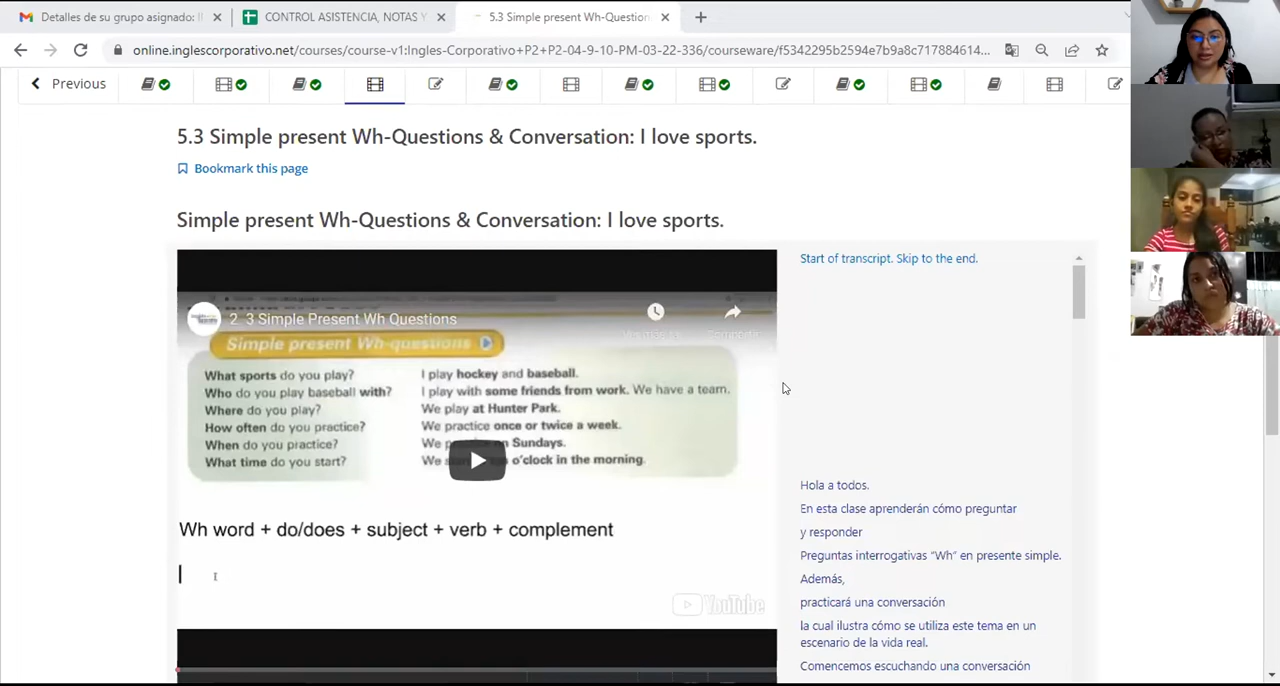 Detalles de su grupo asignado: I
CONTROL ASISTENCIA, NOTAS Y
5.3 Simple present Wh-Question
online.inglescorporativo.net/courses/course-v1:Ingles-Corporativo+P2+P2-04-9-10-PM-03-22-336/courseware/f5342295b2594e7b9a8c717884614...
Previous
5.3 Simple present Wh-Questions & Conversation: I love sports.
Bookmark this page
Simple present Wh-Questions & Conversation: I love sports.
2 3 Simple Present Wh Questions
Simple present Wh-questions
What sports do you play? I play hockey and baseball.
Who do you play baseball with? I play with some friends from work. We have a team.
Where do you play? We play at Hunter Park.
How often do you practice? We practice once or twice a week.
When do you practice? We Sundays.
What time do you start? We o'clock in the morning.
Wh word + do/does + subject + verb + complement
YouTube
Start of transcript. Skip to the end.
Hola a todos.
En esta clase aprenderán cómo preguntar
y responder
Preguntas interrogativas “Wh” en presente simple.
Además,
practicará una conversación
la cual ilustra cómo se utiliza este tema en un
escenario de la vida real.
Comencemos escuchando una conversación